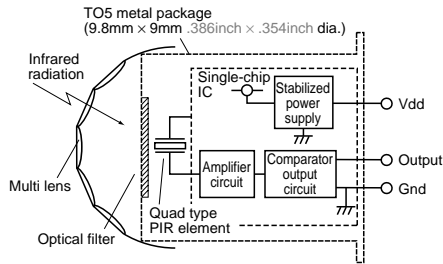 TO5 metal package
(9.8mm × 9mm .386inch × .354inch dia.)
Infrared
radiation
Single-chip
IC
Stabilized
power
supply
Vdd
Amplifier
circuit
Comparator
output
circuit
Output
Gnd
Multi lens
Quad type
PIR element
Optical filter